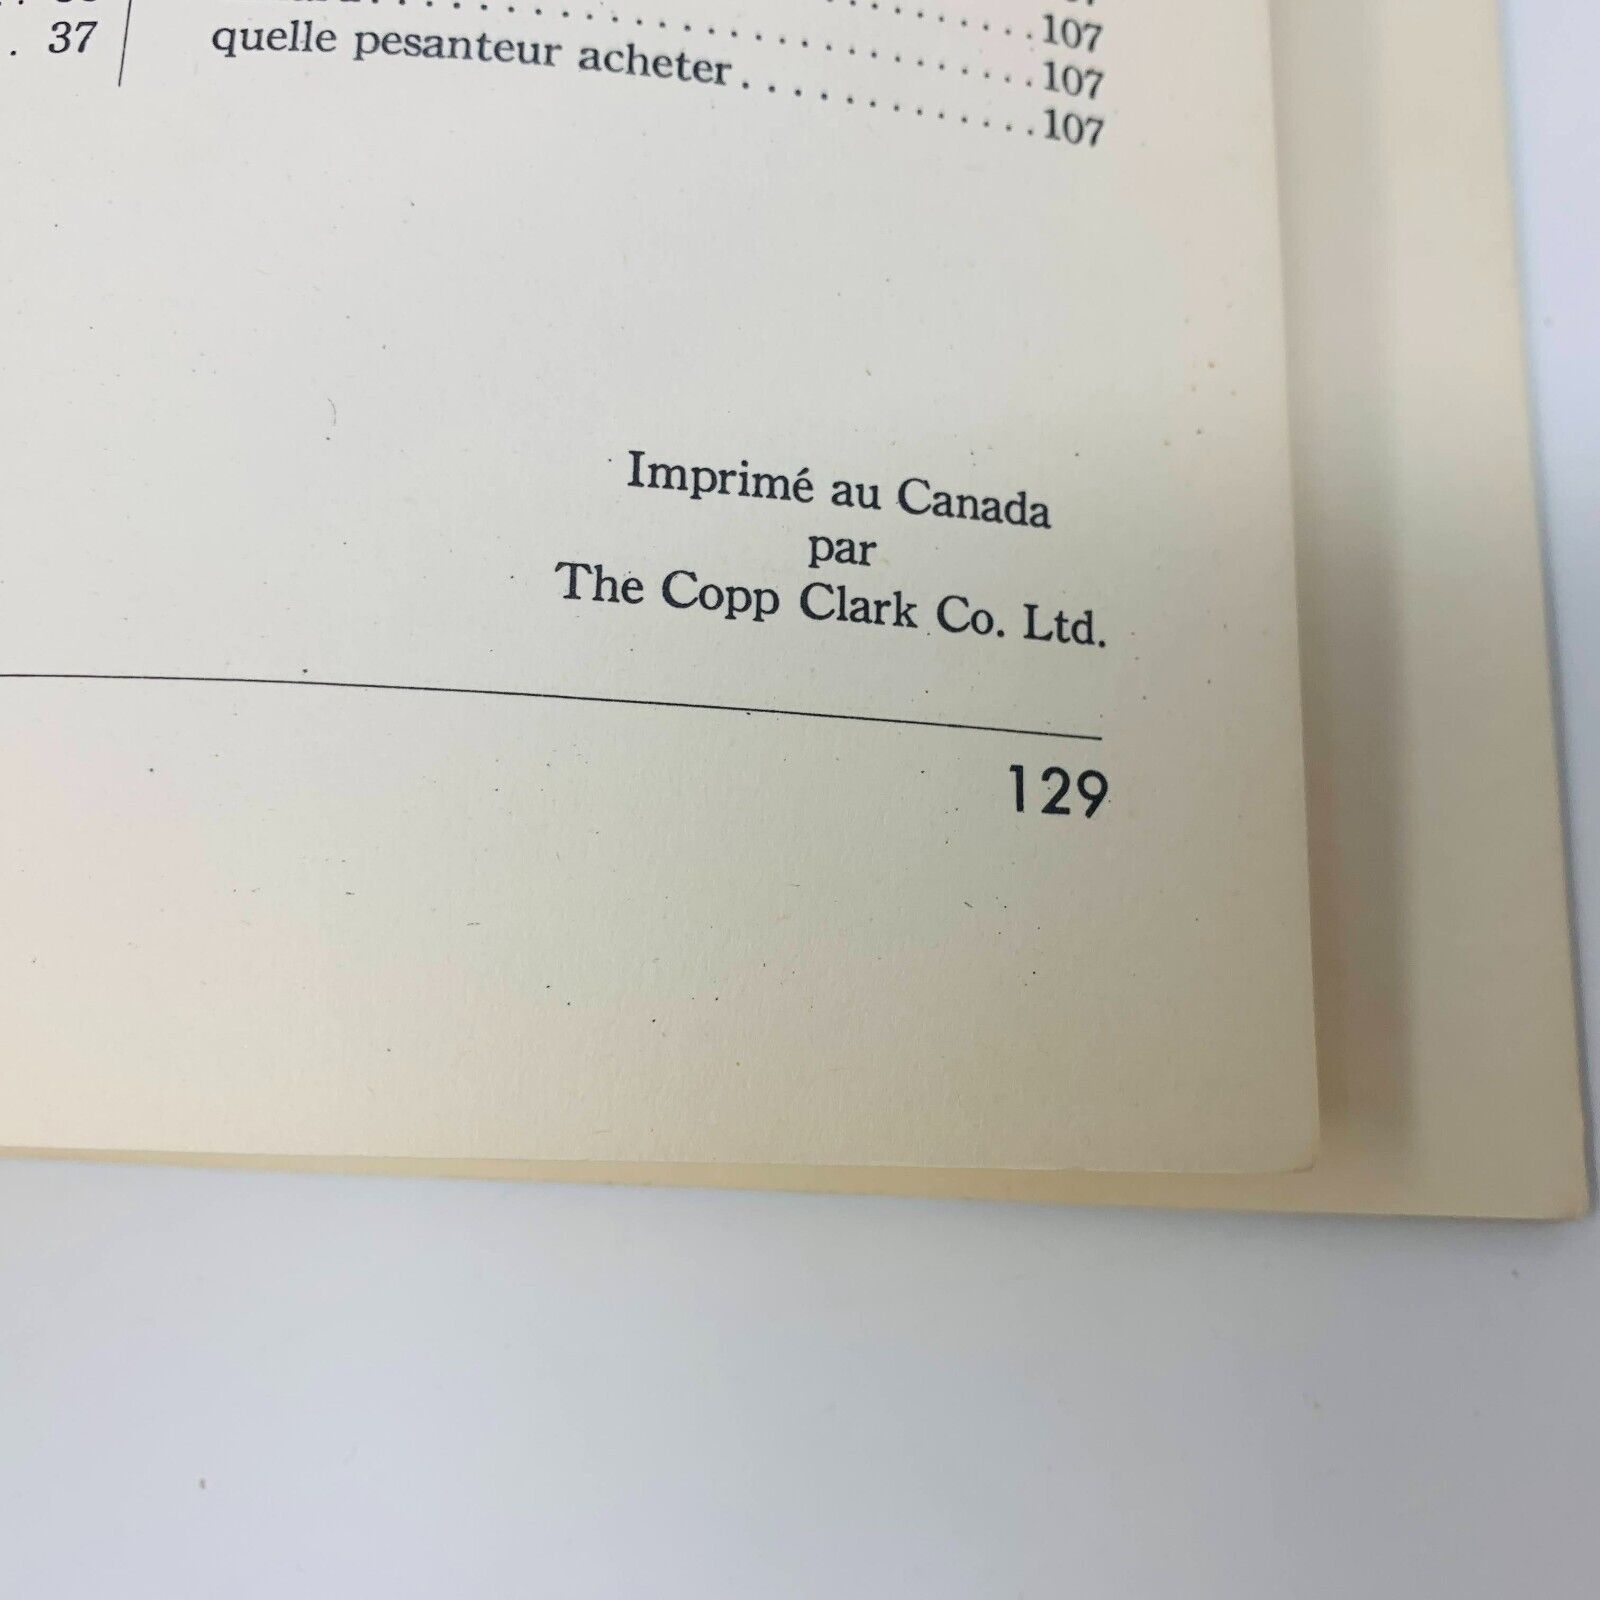 107
. 37
107
quelle pesanteur acheter.............107
Imprimé au Canada
par
The Copp Clark Co. Ltd.
129